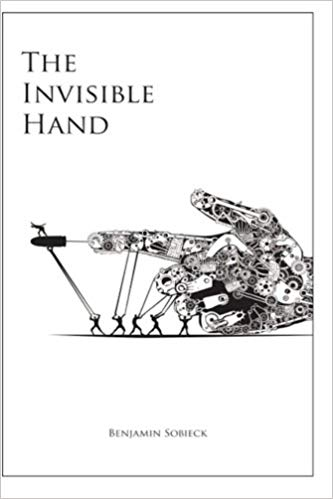 The
Invisible
Hand
Benjamin Sobieck